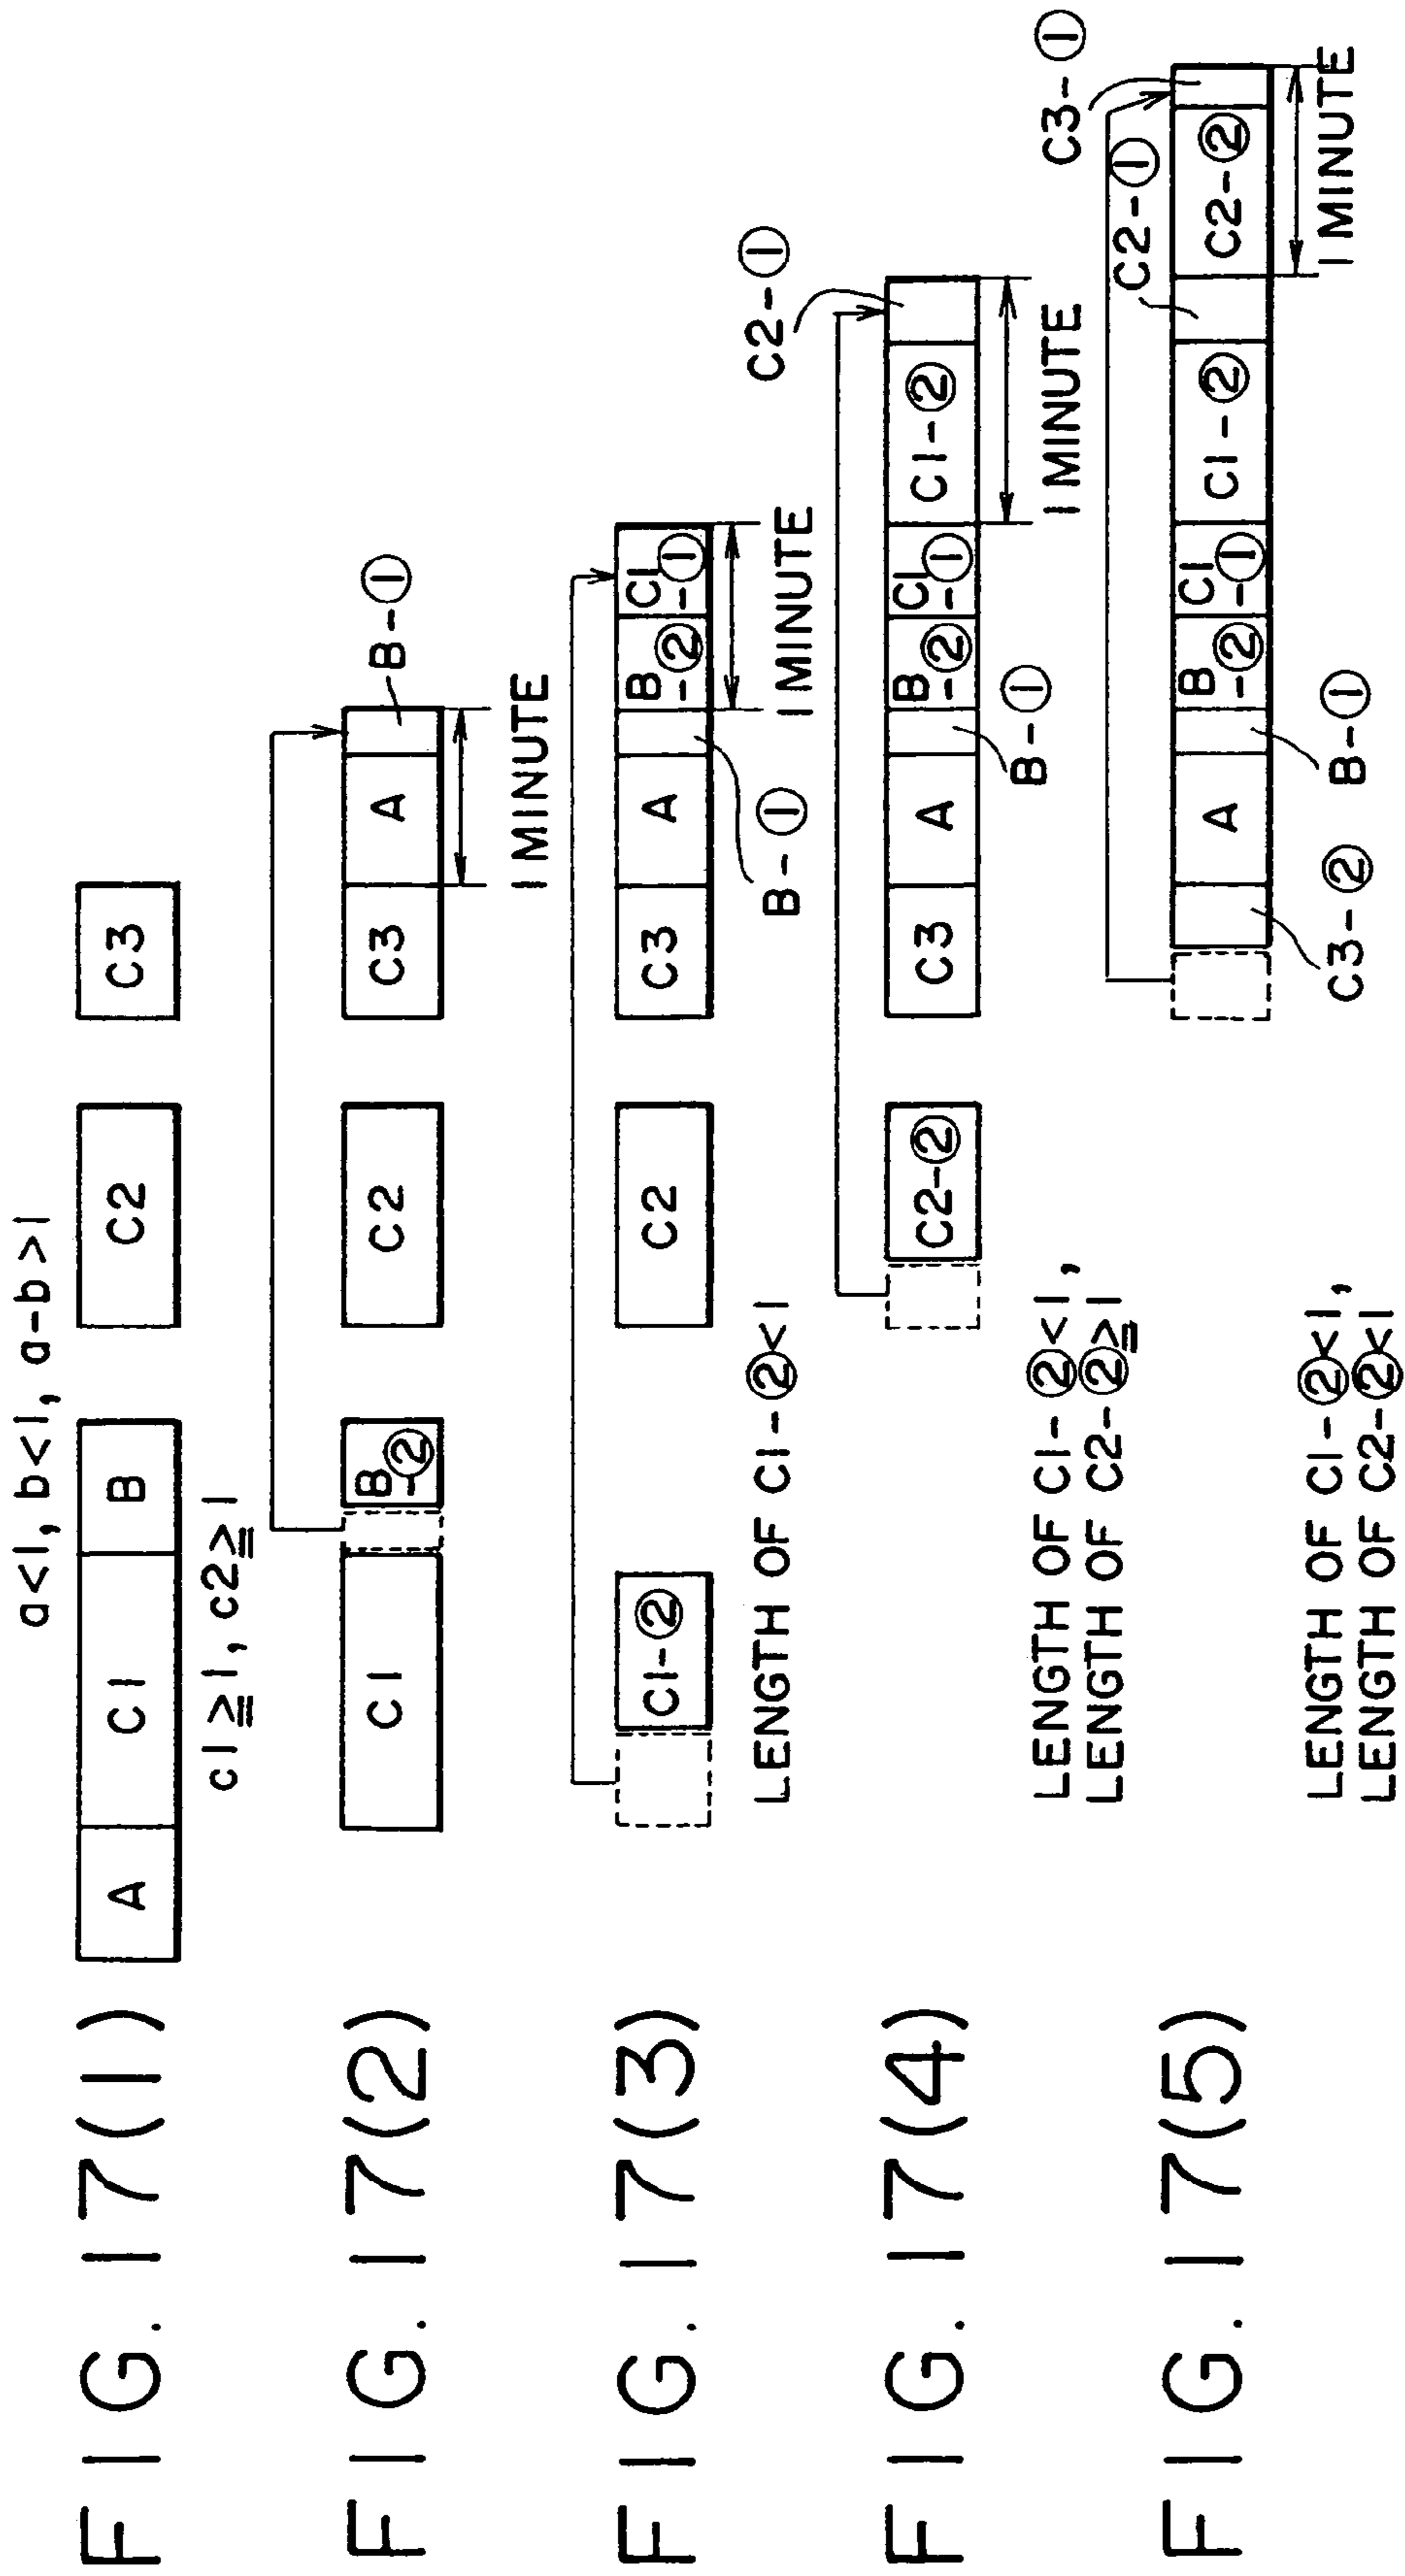 FIG. 17(1)
a<1, b<1, a-b>1
A
C1
B
C2
C3
c1≧1, c2≧1
FIG. 17(2)
C1
B
-②
C2
C3
A
B-①
1 MINUTE
FIG. 17(3)
C1-②
C2
C3
A
B
-②
C1
-①
B-①
1 MINUTE
LENGTH OF C1-②<1
FIG. 17(4)
C2-②
C3
A
B
-②
C1
-①
C1-②
C2-①
B-①
1 MINUTE
LENGTH OF C1-②<1,
LENGTH OF C2-②≧1
FIG. 17(5)
C3-①
C2-①
A
B
-②
C1
-①
C1-②
C2-②
C3-②
B-①
1 MINUTE
LENGTH OF C1-②<1,
LENGTH OF C2-②<1